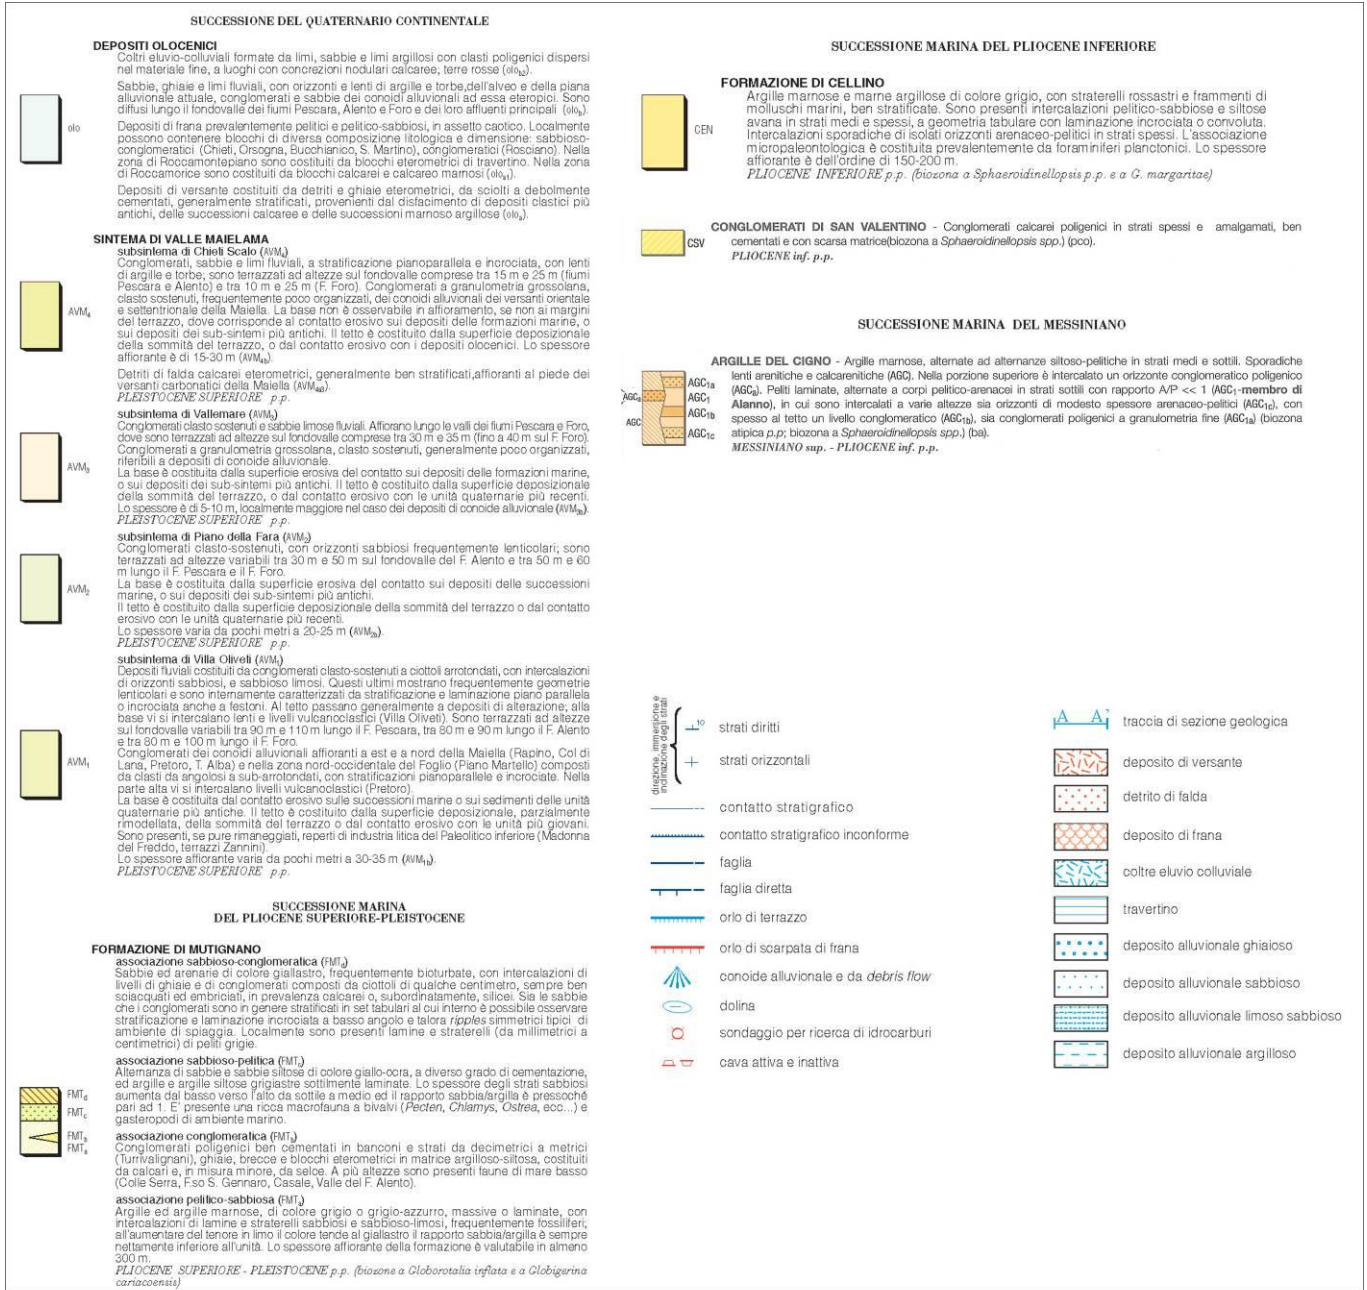 SUCCESSIONE DEL QUATERNARIO CONTINENTALE
DEPOSITI OLOCENICI
Coltri eluvio-colluviali formate da limi, sabbie e limi argillosi con clasti poligenici dispersi
nel materiale fine, a luoghi con concrezioni nodulari calcaree; terre rosse (olo b2).
Sabbie, ghiaie e limi fluviali, con orizzonti e lenti di argille e torbe,dell'alveo e della piana
alluvionale attuale, conglomerati e sabbie dei conoidi alluvionali ad essa eteropici. Sono
diffusi lungo il fondovalle dei fiumi Pescara, Alento e Foro e dei loro affluenti principali (olo b).
olo
Depositi di frana prevalentemente pelitici e pelitico-sabbiosi, in assetto caotico. Localmente
possono contenere blocchi di diversa composizione litologica e dimensione: sabbioso-
conglomeratici (Chieti, Orsogna, Bucchianico, S. Martino), conglomeratici (Rosciano). Nella
zona di Roccamontepiano sono costituiti da blocchi eterometrici di travertino. Nella zona
di Roccamorice sono costituiti da blocchi calcarei e calcareo marnosi (olo a1).
Depositi di versante costituiti da detriti e ghiaie eterometrici, da sciolti a debolmente
cementati, generalmente stratificati, provenienti dal disfacimento di depositi clastici più
antichi, delle successioni calcaree e delle successioni marnoso argillose (olo a).
SINTEMA DI VALLE MAIELAMA
subsintema di Chieti Scalo (AVM4)
Conglomerati, sabbie e limi fluviali, a stratificazione pianoparallela e incrociata, con lenti
di argille e torbe; sono terrazzati ad altezze sul fondovalle comprese tra 15 m e 25 m (fiumi
Pescara e Alento) e tra 10 m e 25 m (F. Foro). Conglomerati a granulometria grossolana,
clasto sostenuti, frequentemente poco organizzati, dei conoidi alluvionali dei versanti orientale
e settentrionale della Maiella. La base non è osservabile in affioramento, se non ai margini
del terrazzo, dove corrisponde al contatto erosivo sui depositi delle formazioni marine, o
sui depositi dei sub-sintemi più antichi. Il tetto è costituito dalla superficie deposizionale
della sommità del terrazzo, o dal contatto erosivo con i depositi olocenici. Lo spessore
affiorante è di 15-30 m (AVM4b).
AVM4
Detriti di falda calcarei eterometrici, generalmente ben stratificati,affioranti al piede dei
versanti carbonatici della Maiella (AVM4a3).
PLEISTOCENE SUPERIORE p.p.
subsintema di Vallemare (AVM3)
Conglomerati clasto sostenuti e sabbie limose fluviali. Affiorano lungo le valli dei fiumi Pescara e Foro,
dove sono terrazzati ad altezze sul fondovalle comprese tra 30 m e 35 m (fino a 40 m sul F. Foro).
Conglomerati a granulometria grossolana, clasto sostenuti, generalmente poco organizzati,
riferibili a depositi di conoide alluvionale.
AVM3
La base è costituita dalla superficie erosiva del contatto sui depositi delle formazioni marine,
o sui depositi dei sub-sintemi più antichi. Il tetto è costituito dalla superficie deposizionale
della sommità del terrazzo, o dal contatto erosivo con le unità quaternarie più recenti.
Lo spessore è di 5-10 m, localmente maggiore nel caso dei depositi di conoide alluvionale (AVM3b).
PLEISTOCENE SUPERIORE p.p.
subsintema di Piano della Fara (AVM2)
Conglomerati clasto-sostenuti, con orizzonti sabbiosi frequentemente lenticolari; sono
terrazzati ad altezze variabili tra 30 m e 50 m sul fondovalle del F. Alento e tra 50 m e 60
m lungo il F. Pescara e il F. Foro.
La base è costituita dalla superficie erosiva del contatto sui depositi delle successioni
marine, o sui depositi dei sub-sintemi più antichi.
AVM2
Il tetto è costituito dalla superficie deposizionale della sommità del terrazzo o dal contatto
erosivo con le unità quaternarie più recenti.
Lo spessore varia da pochi metri a 20-25 m (AVM2b).
PLEISTOCENE SUPERIORE p.p.
subsintema di Villa Oliveti (AVM1)
Depositi fluviali costituiti da conglomerati clasto-sostenuti a ciottoli arrotondati, con intercalazioni
di orizzonti sabbiosi, e sabbioso limosi. Questi ultimi mostrano frequentemente geometrie
lenticolari e sono internamente caratterizzati da stratificazione e laminazione piano parallela
o incrociata anche a festoni. Al tetto passano generalmente a depositi di alterazione; alla
base vi si intercalano lenti e livelli vulcanoclastici (Villa Oliveti). Sono terrazzati ad altezze
sul fondovalle variabili tra 90 m e 110 m lungo il F. Pescara, tra 80 m e 90 m lungo il F. Alento
e tra 80 m e 100 m lungo il F. Foro.
Conglomerati dei conoidi alluvionali affioranti a est e a nord della Maiella (Rapino, Col di
AVM1
Lana, Pretoro, T. Alba) e nella zona nord-occidentale del Foglio (Piano Martello) composti
da clasti da angolosi a sub-arrotondati, con stratificazioni pianoparallele e incrociate. Nella
parte alta vi si intercalano livelli vulcanoclastici (Pretoro).
La base è costituita dal contatto erosivo sulle successioni marine o sui sedimenti delle unità
quaternarie più antiche. Il tetto è costituito dalla superficie deposizionale, parzialmente
rimodellata, della sommità del terrazzo o dal contatto erosivo con le unità più giovani.
Sono presenti, se pure rimaneggiati, reperti di industria litica del Paleolitico inferiore (Madonna
del Freddo, terrazzi Zannini).
Lo spessore affiorante varia da pochi metri a 30-35 m (AVM1b).
PLEISTOCENE SUPERIORE p.p.
SUCCESSIONE MARINA
DEL PLIOCENE SUPERIORE-PLEISTOCENE
FORMAZIONE DI MUTIGNANO
associazione sabbioso-conglomeratica (FMTd)
Sabbie ed arenarie di colore giallastro, frequentemente bioturbate, con intercalazioni di
livelli di ghiaie e di conglomerati composti da ciottoli di qualche centimetro, sempre ben
sciacquati ed embriciati, in prevalenza calcarei o, subordinatamente, silicei. Sia le sabbie
che i conglomerati sono in genere stratificati in set tabulari al cui interno è possibile osservare
stratificazione e laminazione incrociata a basso angolo e talora ripples simmetrici tipici di
ambiente di spiaggia. Localmente sono presenti lamine e straterelli (da millimetrici a
centimetrici) di peliti grigie.
associazione sabbioso-pelitica (FMTc)
Alternanza di sabbie e sabbie siltose di colore giallo-ocra, a diverso grado di cementazione,
ed argille e argille siltose grigiastre sottilmente laminate. Lo spessore degli strati sabbiosi
aumenta dal basso verso l'alto da sottile a medio ed il rapporto sabbia/argilla è pressoché
pari ad 1. E' presente una ricca macrofauna a bivalvi (Pecten, Chlamys, Ostrea, ecc...) e
gasteropodi di ambiente marino.
FMTd
FMTc
FMTb
FMTa
associazione conglomeratica (FMTb)
Conglomerati poligenici ben cementati in banconi e strati da decimetrici a metrici
(Turrivalignani), ghiaie, brecce e blocchi eterometrici in matrice argilloso-siltosa, costituiti
da calcari e, in misura minore, da selce. A più altezze sono presenti faune di mare basso
(Colle Serra, F.so S. Gennaro, Casale, Valle del F. Alento).
associazione pelitico-sabbiosa (FMTa)
Argille ed argille marnose, di colore grigio o grigio-azzurro, massive o laminate, con
intercalazioni di lamine e straterelli sabbiosi e sabbioso-limosi, frequentemente fossiliferi;
all'aumentare del tenore in limo il colore tende al giallastro il rapporto sabbia/argilla è sempre
nettamente inferiore all'unità. Lo spessore affiorante della formazione è valutabile in almeno
300 m.
PLIOCENE SUPERIORE - PLEISTOCENE p.p. (biozone a Globorotalia inflata e a Globigerina
cariacoensis)
SUCCESSIONE MARINA DEL PLIOCENE INFERIORE
FORMAZIONE DI CELLINO
Argille marnose e marne argillose di colore grigio, con straterelli rossastri e frammenti di
molluschi marini, ben stratificate. Sono presenti intercalazioni pelitico-sabbiose e siltose
avana in strati medi e spessi, a geometria tabulare con laminazione incrociata o convoluta.
Intercalazioni sporadiche di isolati orizzonti arenaceo-pelitici in strati spessi. L'associazione
micropaleontologica è costituita prevalentemente da foraminiferi planctonici. Lo spessore
affiorante è dell'ordine di 150-200 m.
PLIOCENE INFERIORE p.p. (biozona a Sphaeroidinellopsis p.p. e a G. margaritae)
CEN
CONGLOMERATI DI SAN VALENTINO - Conglomerati calcarei poligenici in strati spessi e amalgamati, ben
cementati e con scarsa matrice(biozona a Sphaeroidinellopsis spp.) (pco).
PLIOCENE inf. p.p.
CSV
SUCCESSIONE MARINA DEL MESSINIANO
ARGILLE DEL CIGNO - Argille marnose, alternate ad alternanze siltoso-pelitiche in strati medi e sottili. Sporadiche
lenti arenitiche e calcarenitiche (AGC). Nella porzione superiore è intercalato un orizzonte conglomeratico poligenico
(AGCa). Peliti laminate, alternate a corpi pelitico-arenacei in strati sottili con rapporto A/P << 1 (AGC1-membro di
Alanno), in cui sono intercalati a varie altezze sia orizzonti di modesto spessore arenaceo-pelitici (AGC1c), con
spesso al tetto un livello conglomeratico (AGC1b), sia conglomerati poligenici a granulometria fine (AGC1a) (biozona
atipica p.p; biozona a Sphaeroidinellopsis spp.) (ba).
MESSINIANO sup. - PLIOCENE inf. p.p.
AGCa
AGC
AGC1a
AGC1
AGC1b
AGC1c
direzione, immersione e
inclinazione degli strati
10
strati diritti
strati orizzontali
contatto stratigrafico
contatto stratigrafico inconforme
faglia
faglia diretta
orlo di terrazzo
orlo di scarpata di frana
conoide alluvionale e da debris flow
dolina
sondaggio per ricerca di idrocarburi
cava attiva e inattiva
A A'
traccia di sezione geologica
deposito di versante
detrito di falda
deposito di frana
coltre eluvio colluviale
travertino
deposito alluvionale ghiaioso
deposito alluvionale sabbioso
deposito alluvionale limoso sabbioso
deposito alluvionale argilloso